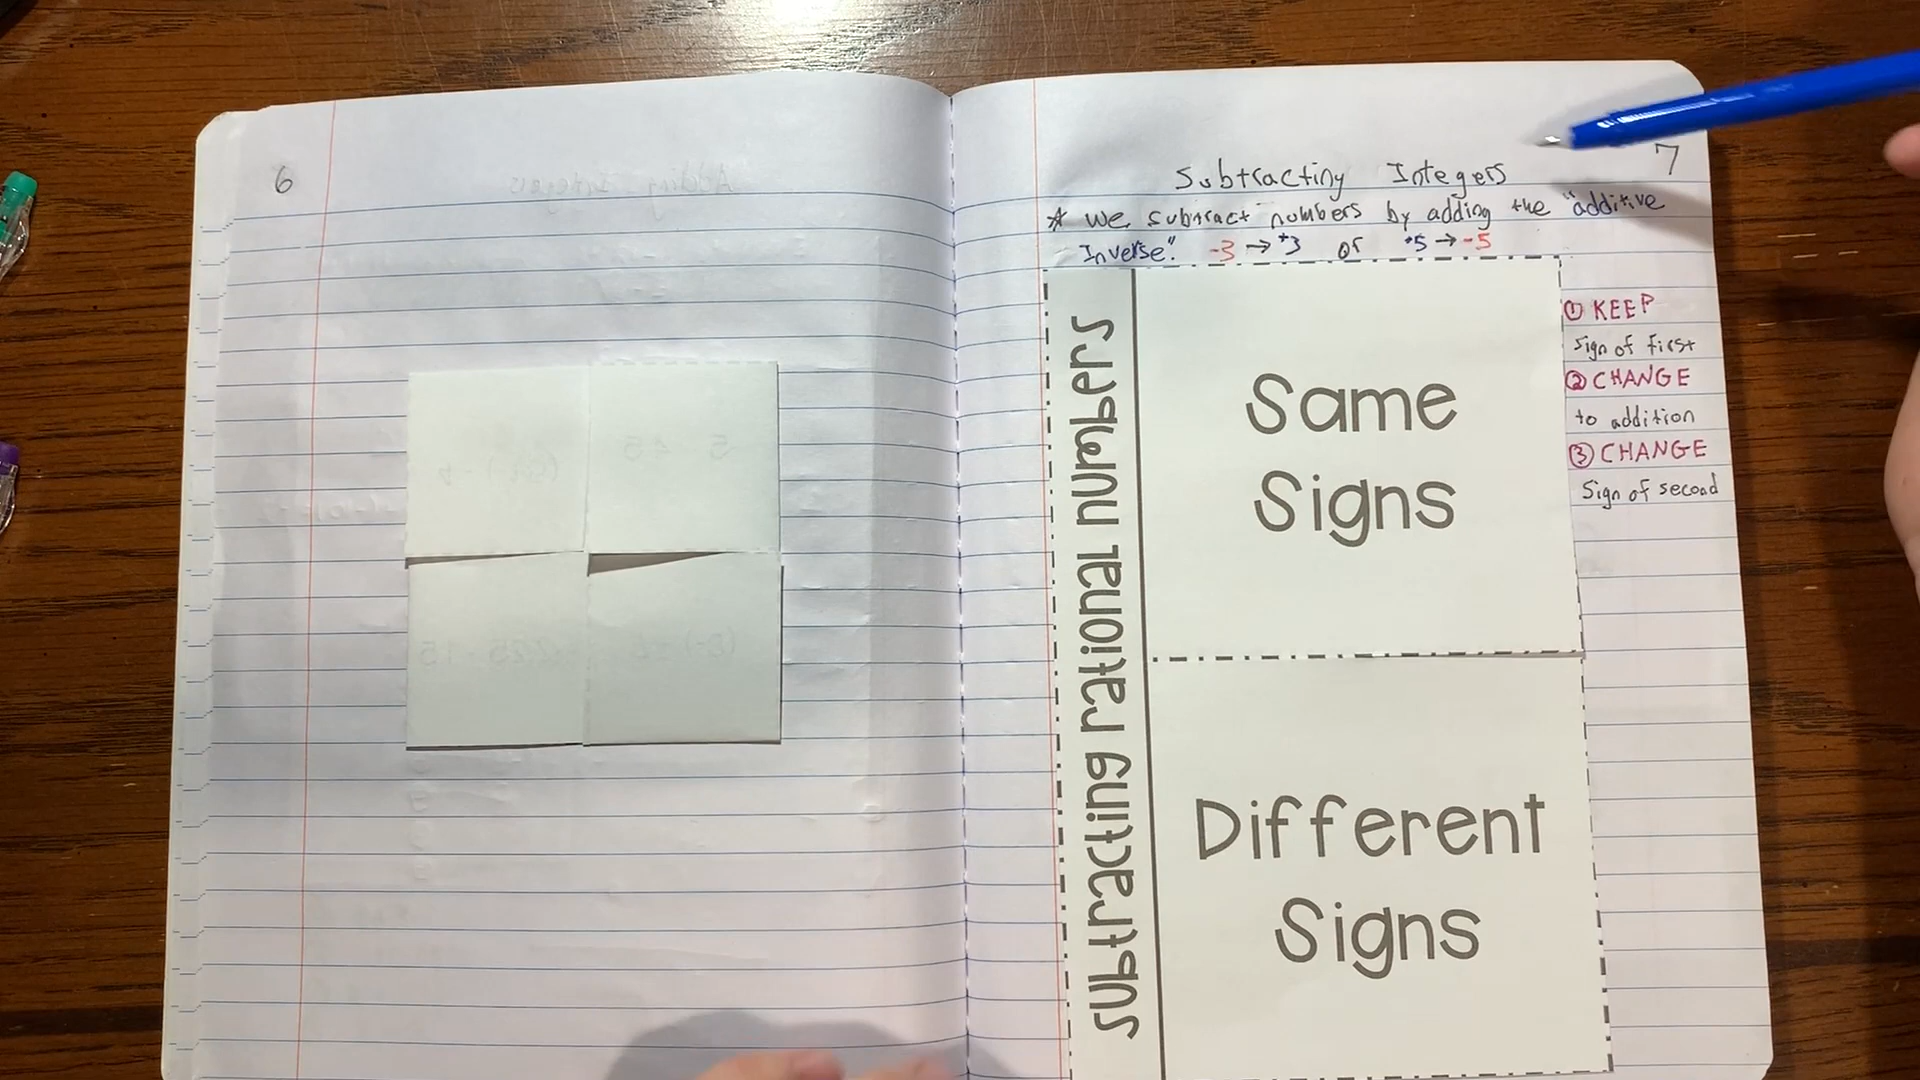 6
7
Subtracting Integers
* We subtract numbers by adding the "additive
Inverse". -3 → +3 or +5 → -5
subtracting rational numbers
Same
Signs
Different
Signs
① KEEP
Sign of first
② CHANGE
to addition
③ CHANGE
Sign of second